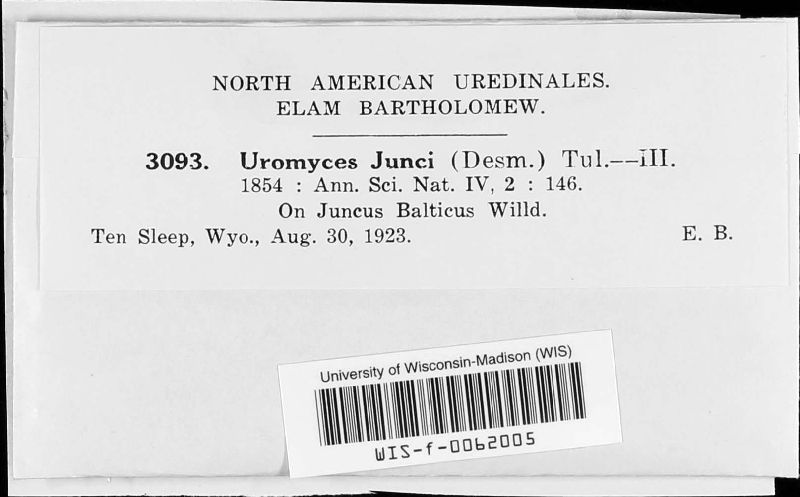 NORTH AMERICAN UREDINALES.
ELAM BARTHOLOMEW.
3093. Uromyces Junci (Desm.) Tul.--III.
1854 : Ann. Sci. Nat. IV, 2 : 146.
On Juncus Balticus Willd.
Ten Sleep, Wyo., Aug. 30, 1923. E. B.
University of Wisconsin-Madison (WIS)
WIS-f-0062005